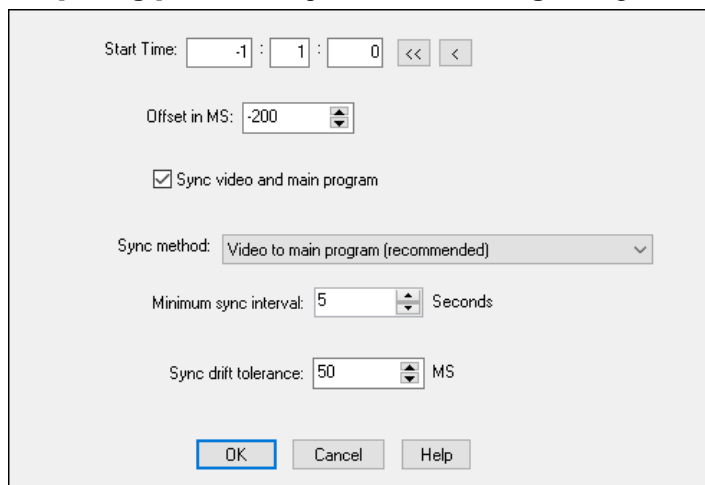 Start Time: -1 : 1 : 0 << <
Offset in MS: -200
Sync video and main program
Sync method: Video to main program (recommended)
Minimum sync interval: 5 Seconds
Sync drift tolerance: 50 MS
OK Cancel Help